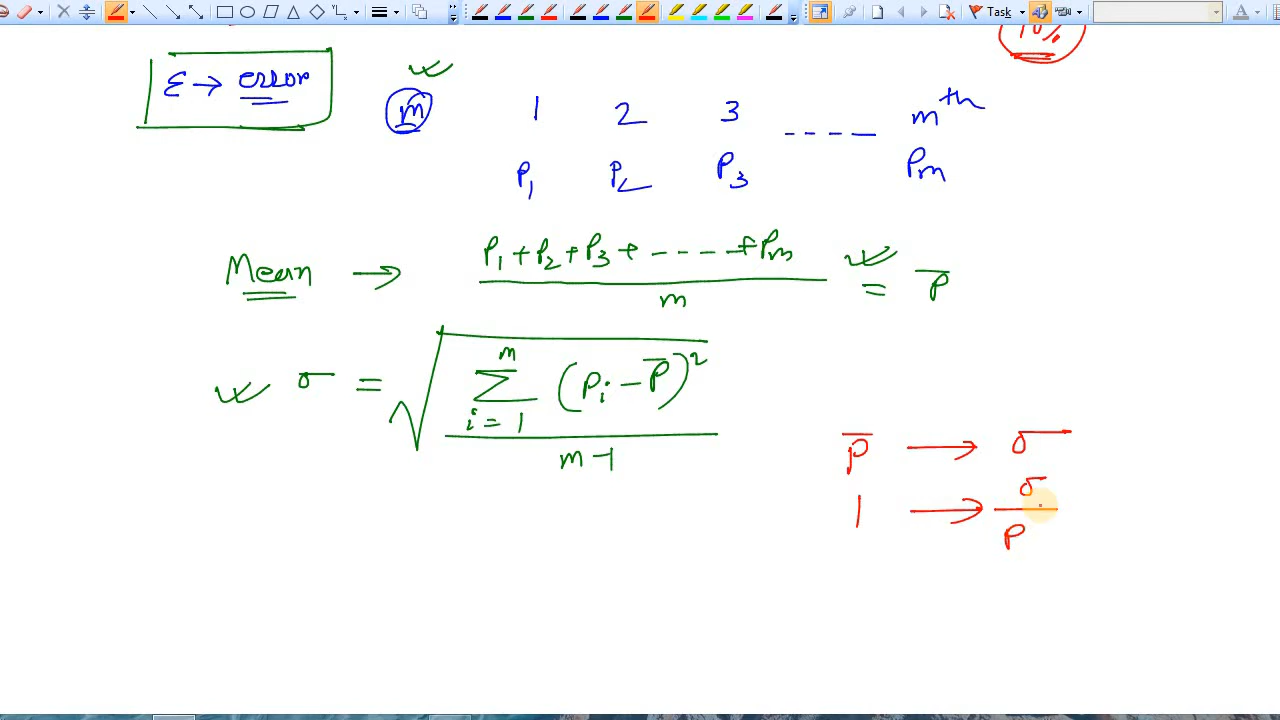 Task
10%
ε → error
m 1 2 3 ---- mth
P1 P2 P3 Pm
Mean → P1 + P2 + P3 + ---- + Pm / m = P̅
σ = √( Σ i = 1 m (Pi - P̅)2 / m-1 )
P̅ → σ
1 → σ / P